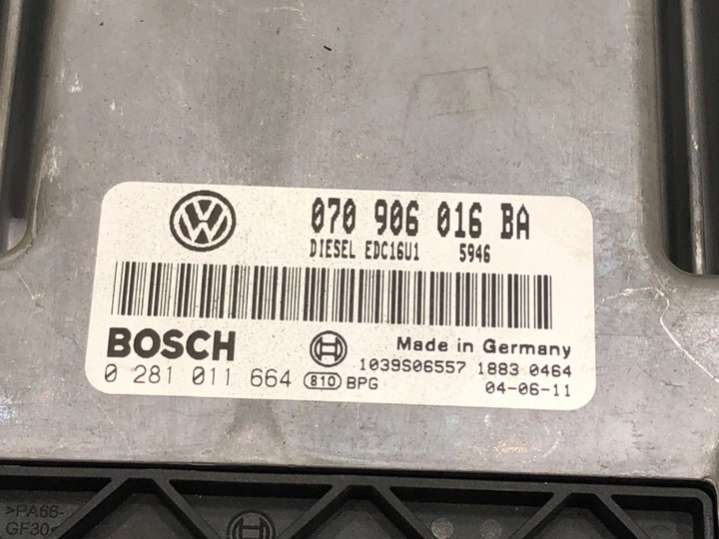 070 906 016 BA
DIESEL EDC16U1 5946
BOSCH
Made in Germany
1039S06557 1883 0464
0 281 011 664 810 BPG
04-06-11
>PA66-
GF30<